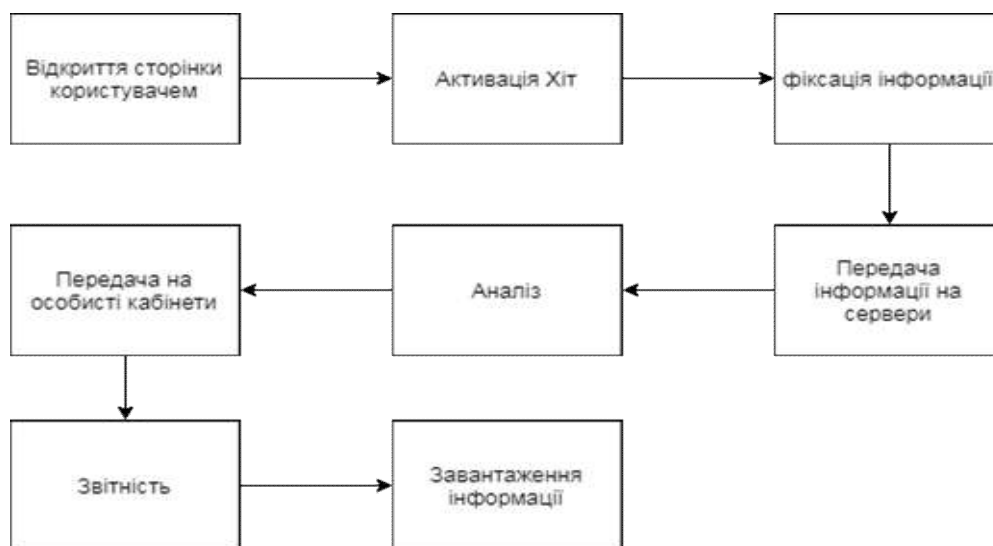 Відкриття сторінки
користувачем
Активація Хіт
фіксація інформації
Передача
інформації на
сервери
Аналіз
Передача на
особисті кабінети
Звітність
Завантаження
інформації